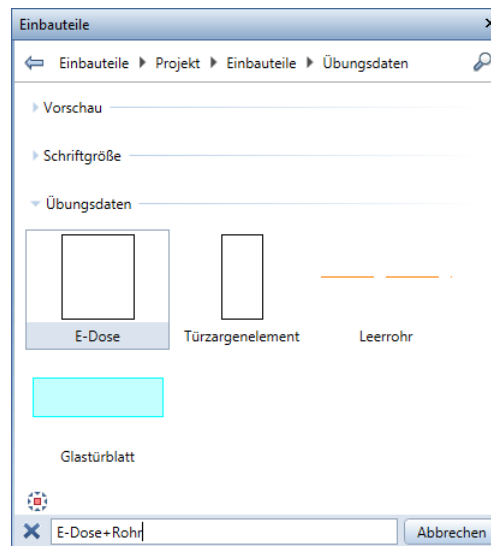 Einbauteile
Einbauteile Projekt Einbauteile Übungsdaten
Vorschau
Schriftgröße
Übungsdaten
E-Dose Türzargenelement Leerrohr
Glastürblatt
E-Dose+Rohr Abbrechen